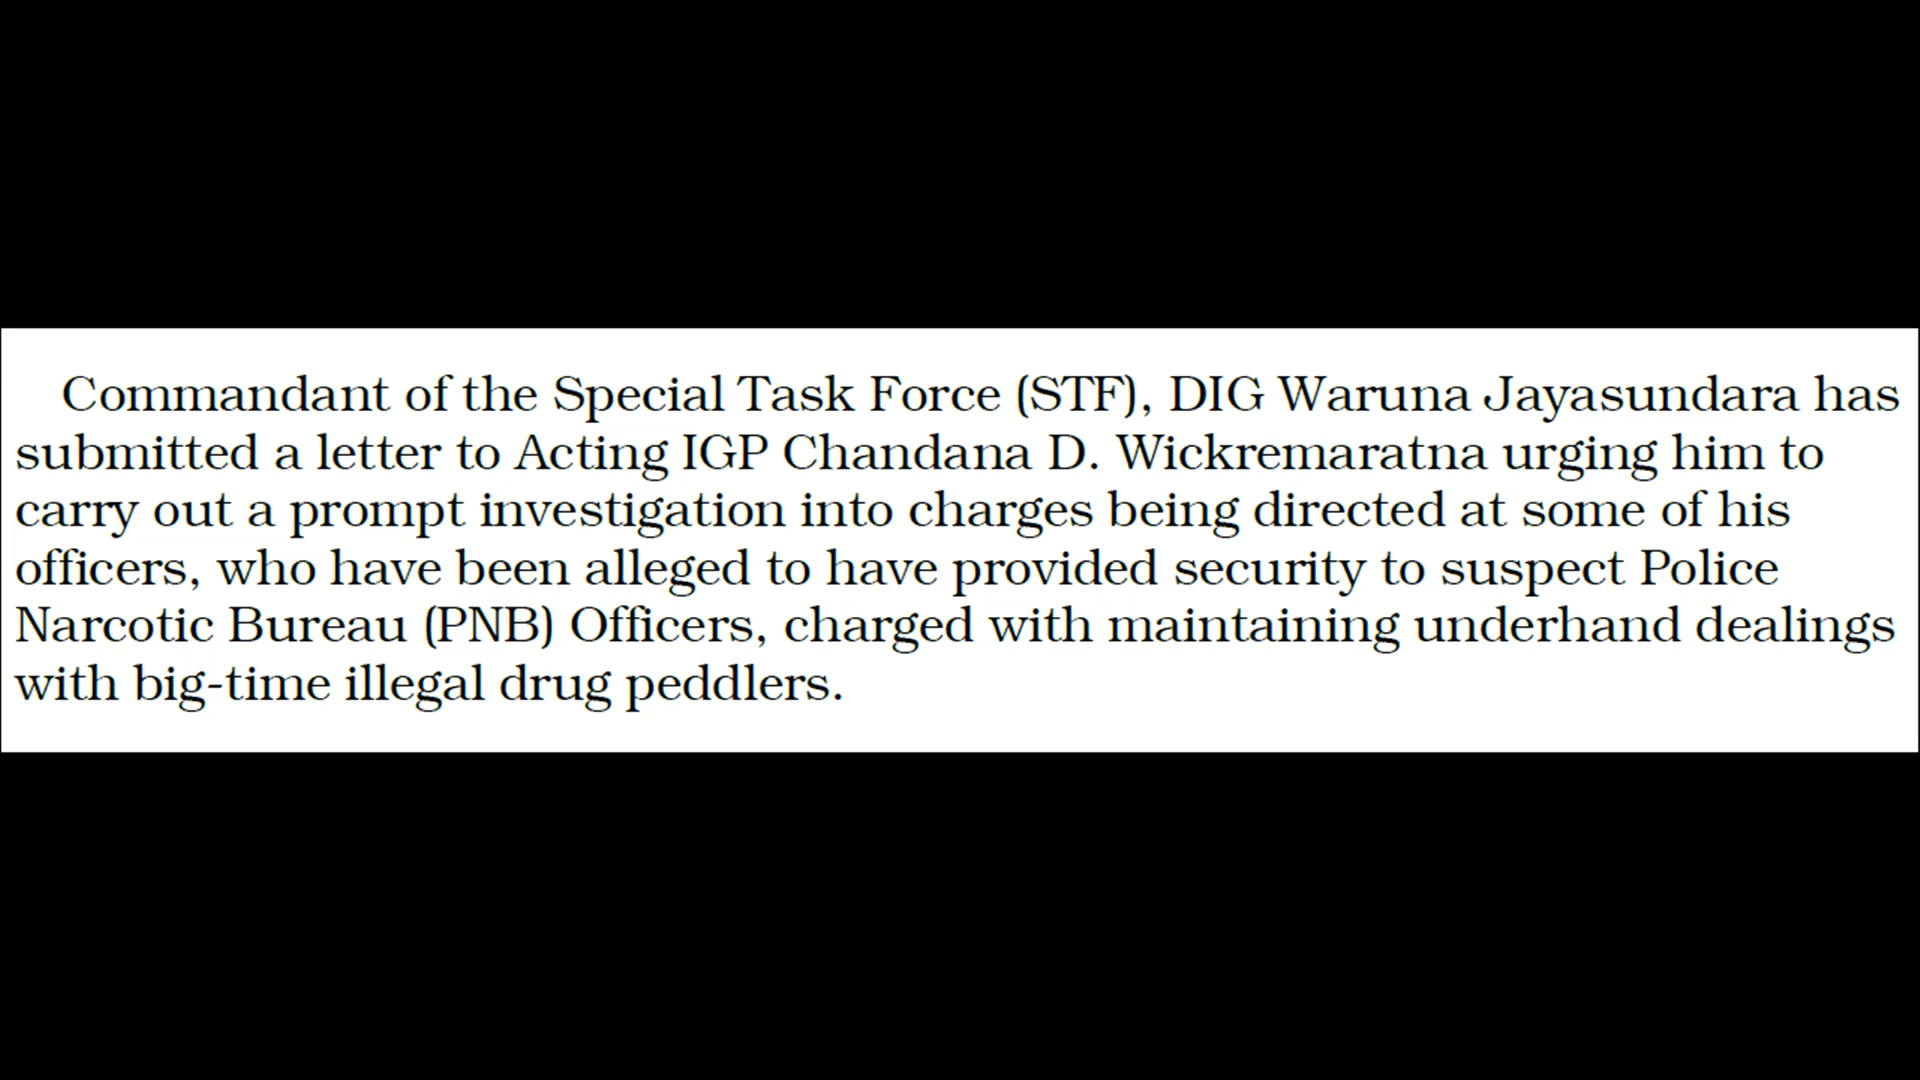 Commandant of the Special Task Force (STF), DIG Waruna Jayasundara has
submitted a letter to Acting IGP Chandana D. Wickremaratna urging him to
carry out a prompt investigation into charges being directed at some of his
officers, who have been alleged to have provided security to suspect Police
Narcotic Bureau (PNB) Officers, charged with maintaining underhand dealings
with big-time illegal drug peddlers.